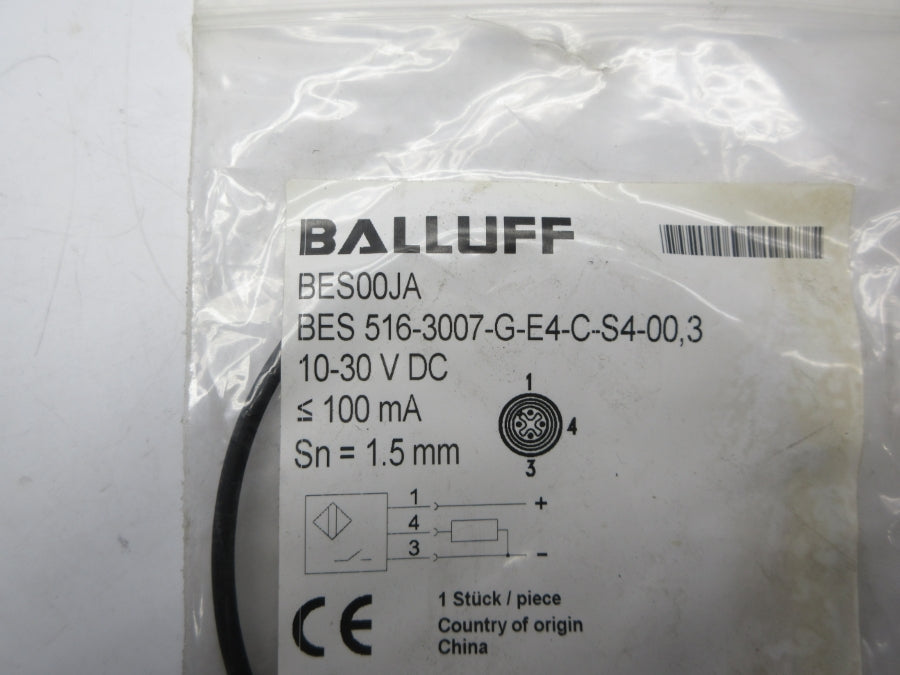 BALLUFF
BES00JA
BES 516-3007-G-E4-C-S4-00,3
10-30 V DC
≤ 100 mA
Sn = 1.5 mm
1
4
3
1 +
4
3 -
CE
1 Stück / piece
Country of origin
China